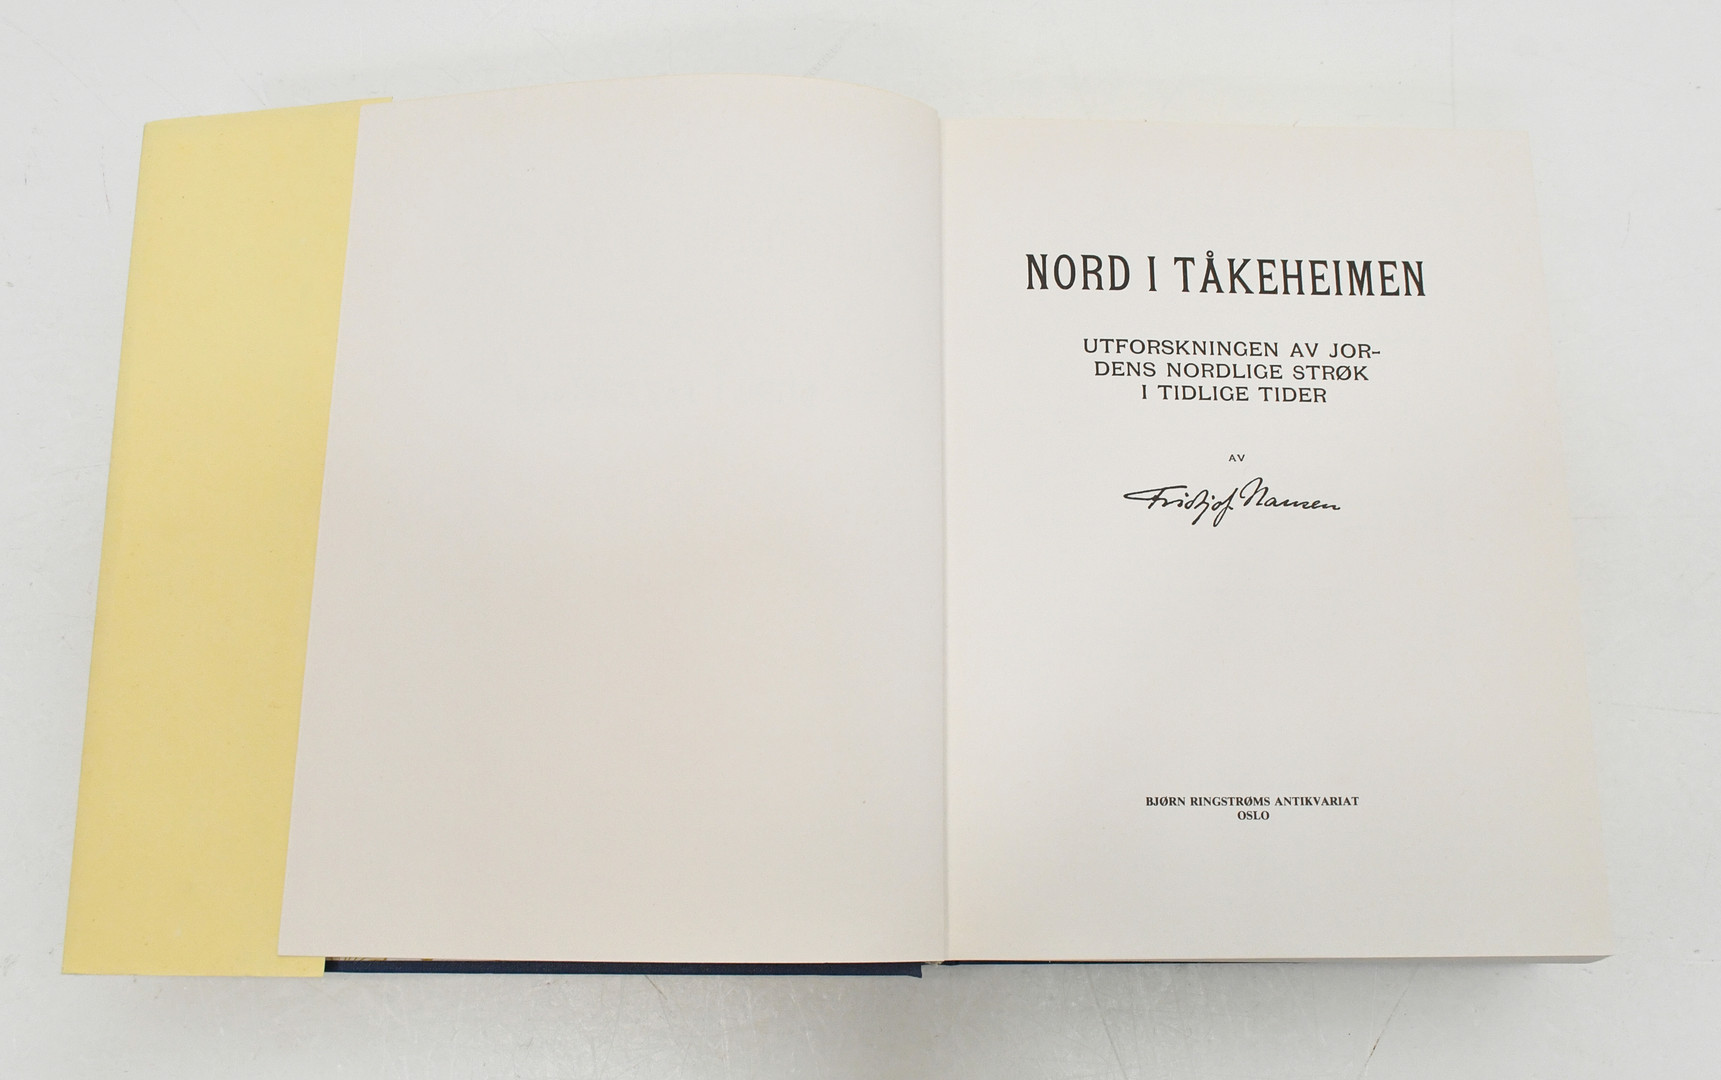 NORD I TÅKEHEIMEN
UTFORSKNINGEN AV JOR-
DENS NORDLIGE STRØK
I TIDLIGE TIDER
AV
Fridtjof Nansen
BJØRN RINGSTRØMS ANTIKVARIAT
OSLO